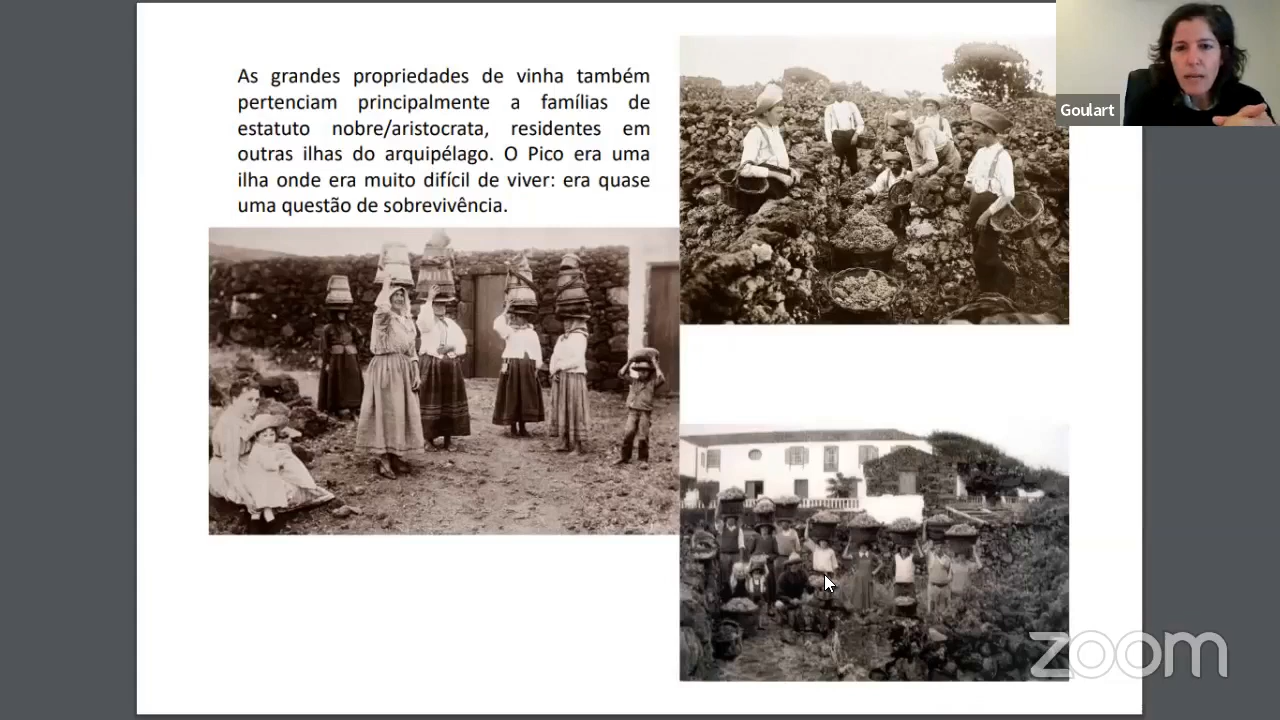 As grandes propriedades de vinha também
pertenciam principalmente a famílias de
estatuto nobre/aristocrata, residentes em
outras ilhas do arquipélago. O Pico era uma
ilha onde era muito difícil de viver: era quase
uma questão de sobrevivência.
Goulart
zoom